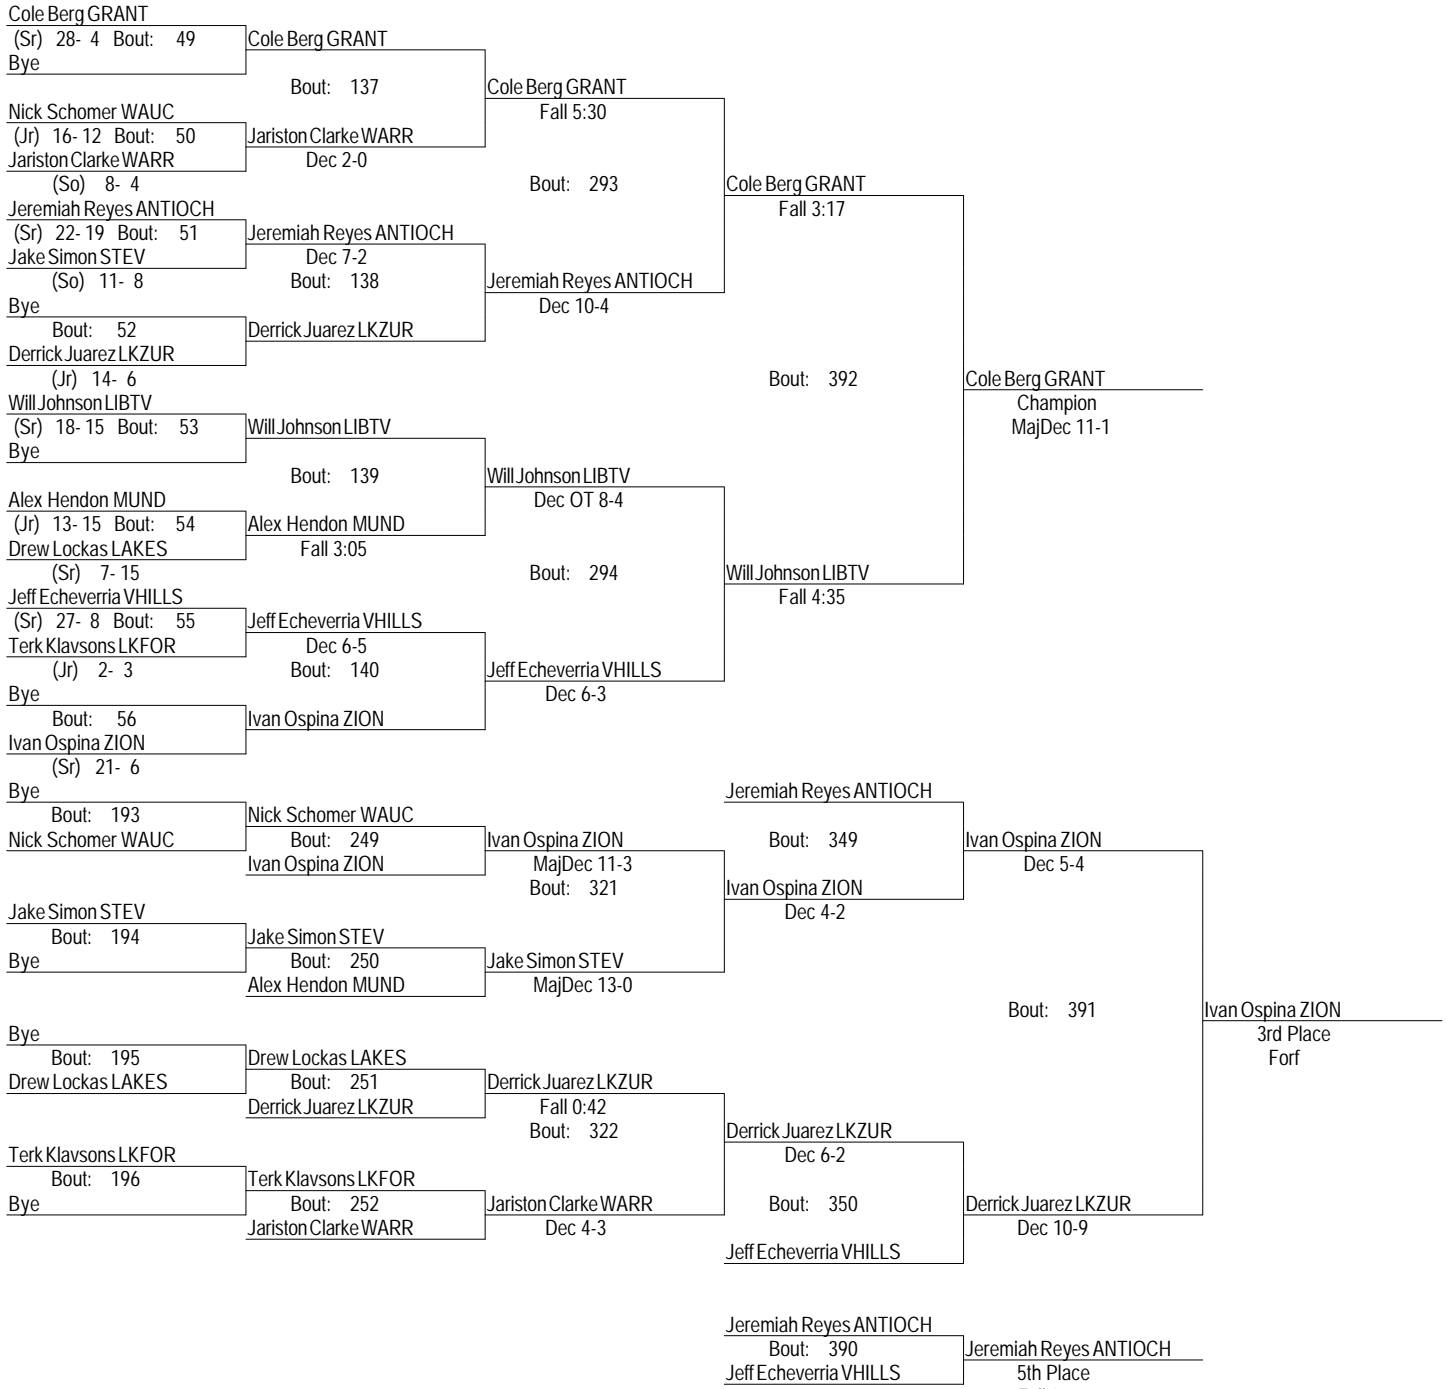 Cole Berg GRANT
(Sr) 28- 4 Bout: 49
Bye
Nick Schomer WAUC
(Jr) 16- 12 Bout: 50
Jariston Clarke WARR
(So) 8- 4
Jeremiah Reyes ANTIOCH
(Sr) 22- 19 Bout: 51
Jake Simon STEV
(So) 11- 8
Bye
Bout: 52
Derrick Juarez LKZUR
(Jr) 14- 6
Will Johnson LIBTV
(Sr) 18- 15 Bout: 53
Bye
Alex Hendon MUND
(Jr) 13- 15 Bout: 54
Drew Lockas LAKES
(Sr) 7- 15
Jeff Echeverria VHILLS
(Sr) 27- 8 Bout: 55
Terk Klavsons LKFOR
(Jr) 2- 3
Bye
Bout: 56
Ivan Ospina ZION
(Sr) 21- 6
Cole Berg GRANT
Bout: 137
Jariston Clarke WARR
Dec 2-0
Jeremiah Reyes ANTIOCH
Dec 7-2
Bout: 138
Derrick Juarez LKZUR
Will Johnson LIBTV
Bout: 139
Alex Hendon MUND
Fall 3:05
Jeff Echeverria VHILLS
Dec 6-5
Bout: 140
Ivan Ospina ZION
Cole Berg GRANT
Fall 5:30
Bout: 293
Jeremiah Reyes ANTIOCH
Dec 10-4
Will Johnson LIBTV
Dec OT 8-4
Bout: 294
Jeff Echeverria VHILLS
Dec 6-3
Cole Berg GRANT
Fall 3:17
Bout: 392
Will Johnson LIBTV
Fall 4:35
Cole Berg GRANT
Champion
MajDec 11-1
Bye
Bout: 193
Nick Schomer WAUC
Jake Simon STEV
Bout: 194
Bye
Bye
Bout: 195
Drew Lockas LAKES
Terk Klavsons LKFOR
Bout: 196
Bye
Nick Schomer WAUC
Bout: 249
Ivan Ospina ZION
Jake Simon STEV
Bout: 250
Alex Hendon MUND
Drew Lockas LAKES
Bout: 251
Derrick Juarez LKZUR
Terk Klavsons LKFOR
Bout: 252
Jariston Clarke WARR
Ivan Ospina ZION
MajDec 11-3
Bout: 321
Jake Simon STEV
MajDec 13-0
Derrick Juarez LKZUR
Fall 0:42
Bout: 322
Jariston Clarke WARR
Dec 4-3
Jeremiah Reyes ANTIOCH
Bout: 349
Ivan Ospina ZION
Dec 4-2
Derrick Juarez LKZUR
Dec 6-2
Bout: 350
Jeff Echeverria VHILLS
Ivan Ospina ZION
Dec 5-4
Bout: 391
Derrick Juarez LKZUR
Dec 10-9
Ivan Ospina ZION
3rd Place
Forf
Jeremiah Reyes ANTIOCH
Bout: 390
Jeff Echeverria VHILLS
Jeremiah Reyes ANTIOCH
5th Place